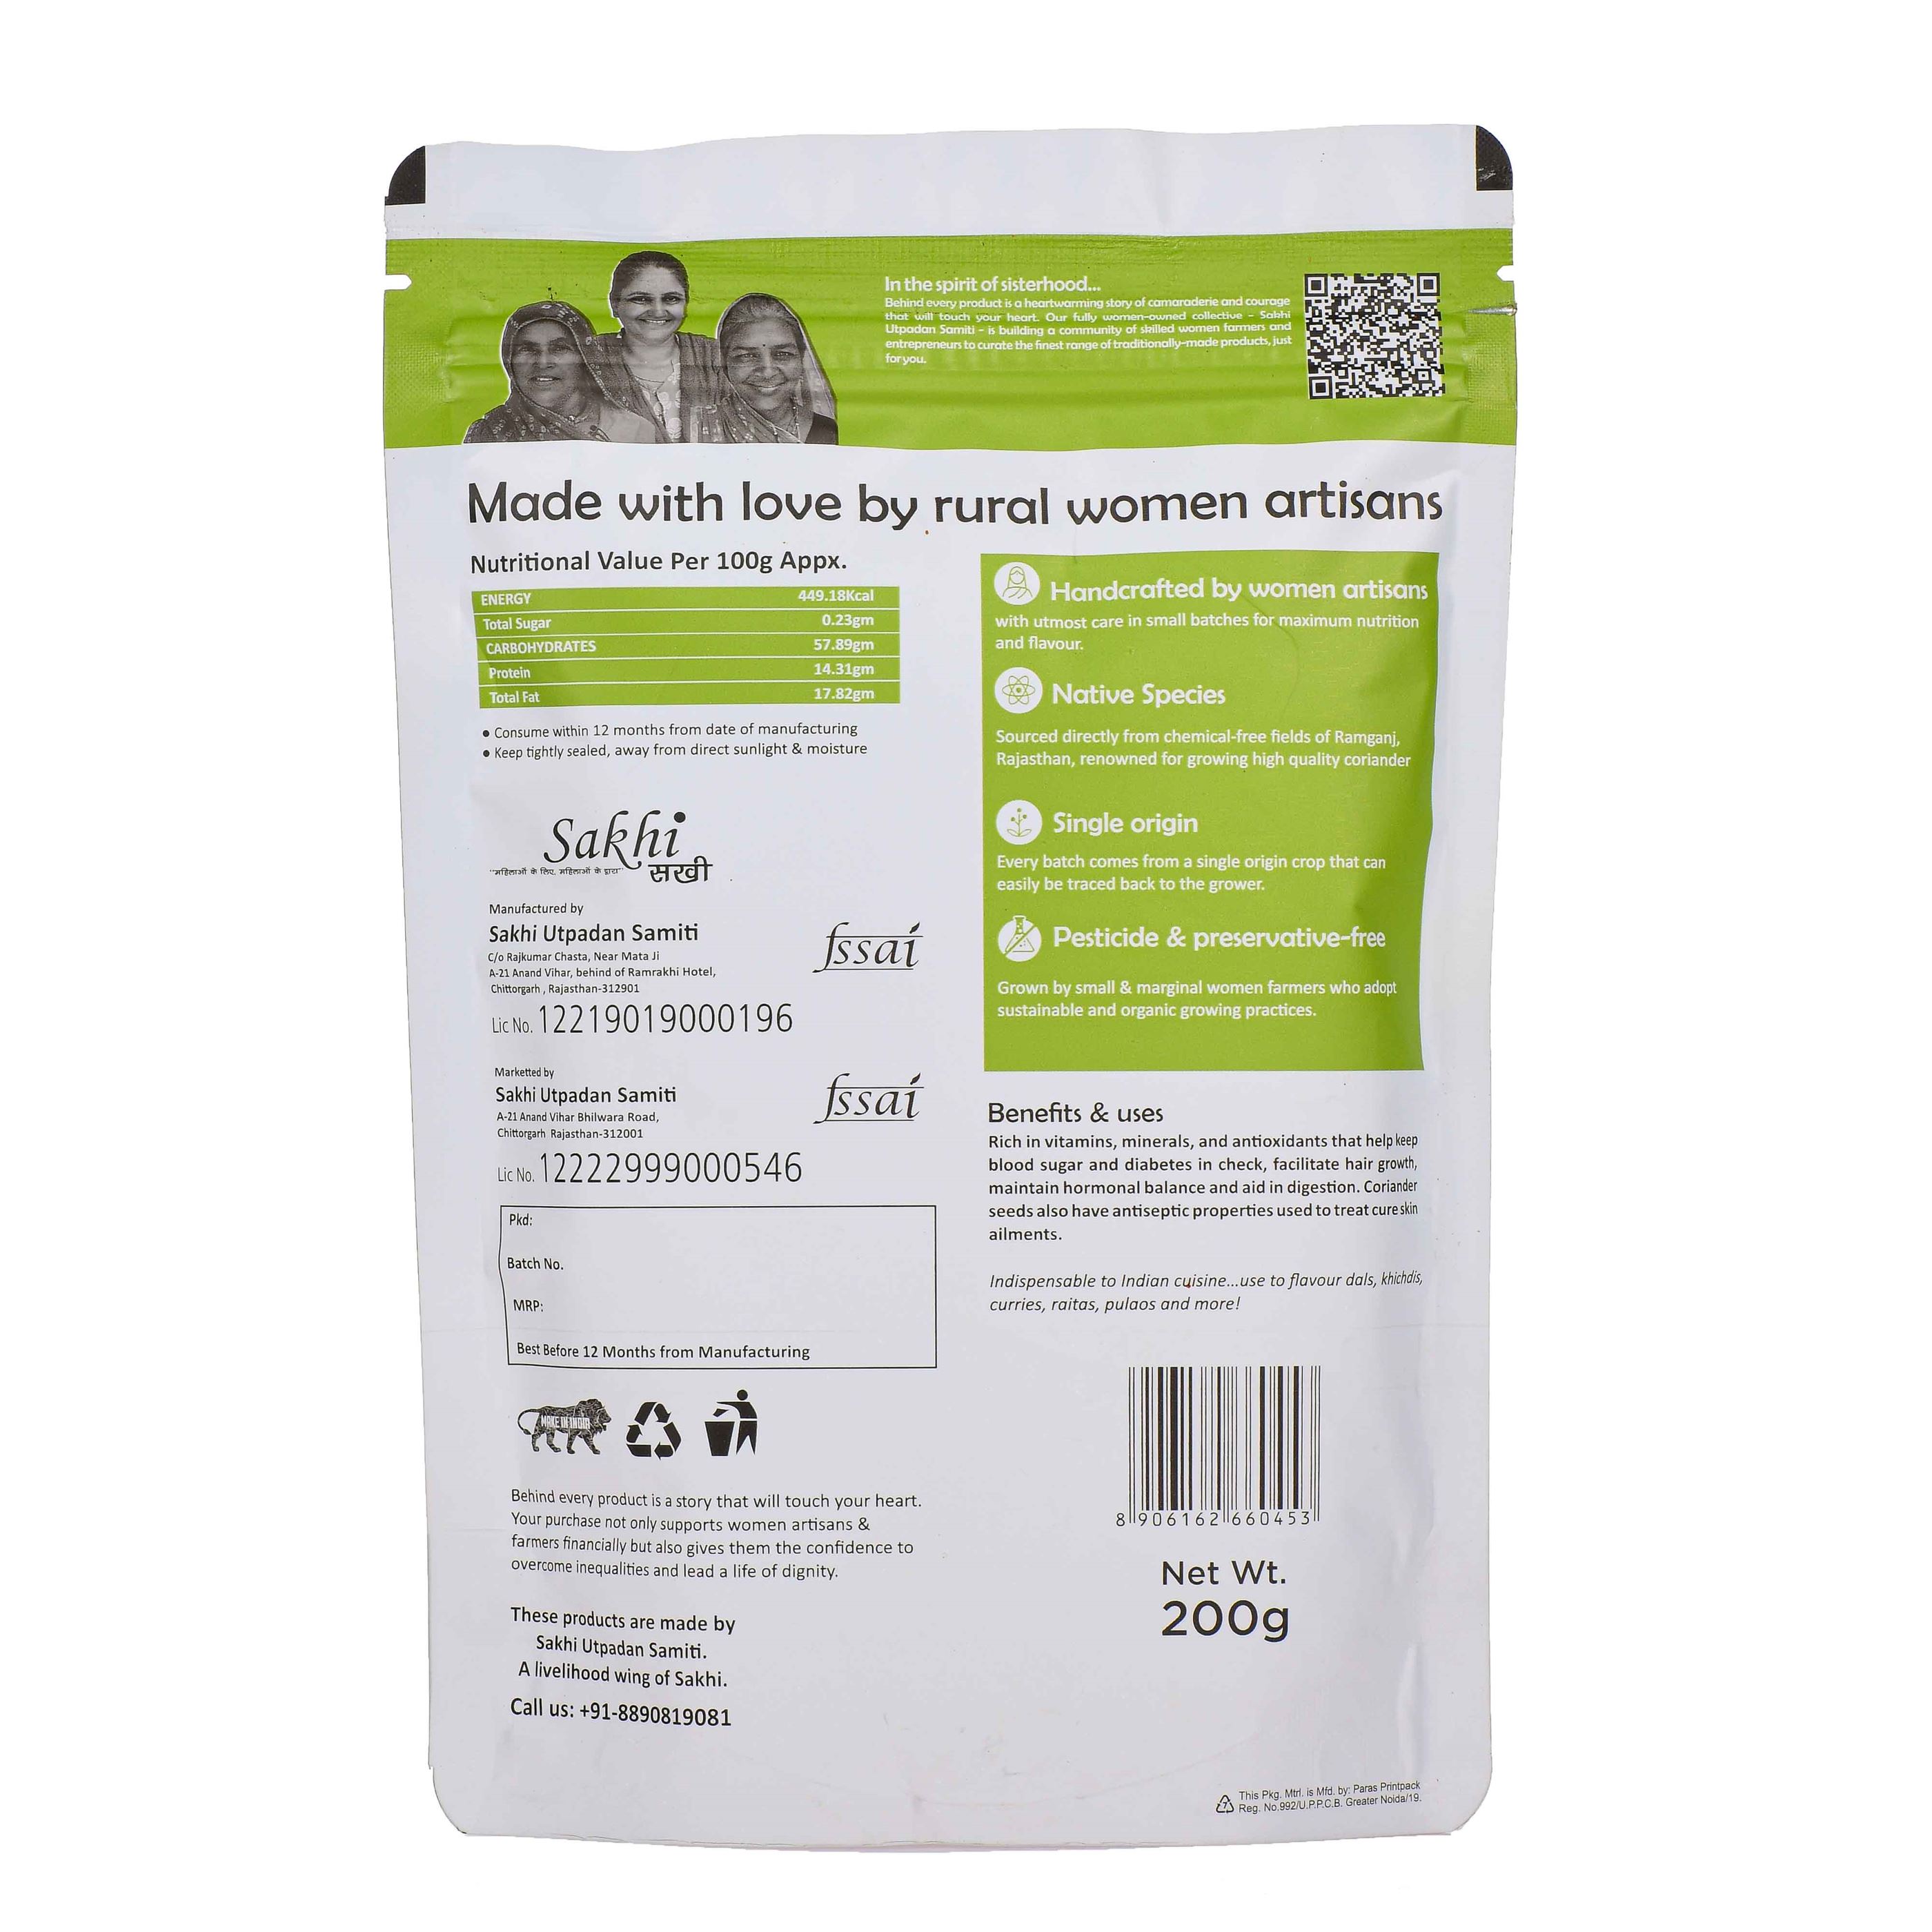 In the spirit of sisterhood...
Behind every product is a heartwarming story of camaraderie and courage
that will touch your heart. Our fully women-owned collective - Sakhi
Utpadan Samiti - is building a community of skilled women farmers and
entrepreneurs to curate the finest range of traditionally-made products, just
for you.
Made with love by rural women artisans
Nutritional Value Per 100g Appx.
ENERGY 449.18Kcal
Total Sugar 0.23gm
CARBOHYDRATES 57.89gm
Protein 14.31gm
Total Fat 17.82gm
• Consume within 12 months from date of manufacturing
• Keep tightly sealed, away from direct sunlight & moisture
Sakhi
"महिलाओं के लिए, महिलाओं के द्वारा"
सखी
Manufactured by
Sakhi Utpadan Samiti
C/o Rajkumar Chasta, Near Mata Ji
A-21 Anand Vihar, behind of Ramrakhi Hotel,
Chittorgarh , Rajasthan-312901
fssai
Lic No. 12219019000196
Marketted by
Sakhi Utpadan Samiti
A-21 Anand Vihar Bhilwara Road,
Chittorgarh Rajasthan-312001
fssai
Lic No. 12222999000546
Pkd:
Batch No.
MRP:
Best Before 12 Months from Manufacturing
MAKE IN INDIA
Behind every product is a story that will touch your heart.
Your purchase not only supports women artisans &
farmers financially but also gives them the confidence to
overcome inequalities and lead a life of dignity.
These products are made by
Sakhi Utpadan Samiti.
A livelihood wing of Sakhi.
Call us: +91-8890819081
Handcrafted by women artisans
with utmost care in small batches for maximum nutrition
and flavour.
Native Species
Sourced directly from chemical-free fields of Ramganj,
Rajasthan, renowned for growing high quality coriander
Single origin
Every batch comes from a single origin crop that can
easily be traced back to the grower.
Pesticide & preservative-free
Grown by small & marginal women farmers who adopt
sustainable and organic growing practices.
Benefits & uses
Rich in vitamins, minerals, and antioxidants that help keep
blood sugar and diabetes in check, facilitate hair growth,
maintain hormonal balance and aid in digestion. Coriander
seeds also have antiseptic properties used to treat cure skin
ailments.
Indispensable to Indian cuisine...use to flavour dals, khichdis,
curries, raitas, pulaos and more!
8 906162 660453
Net Wt.
200g
7
This Pkg. Mtrl. is Mfd. by: Paras Printpack
Reg. No.992/U.P.P.C.B. Greater Noida/19.